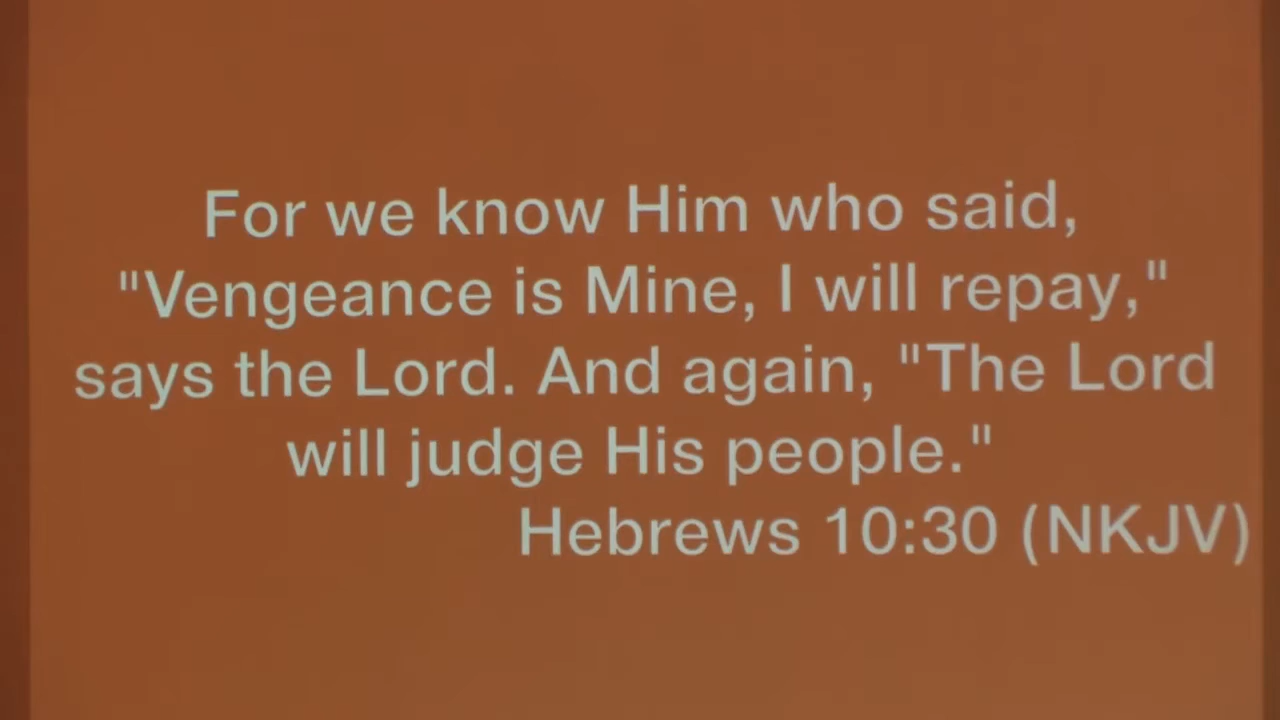 For we know Him who said,
"Vengeance is Mine, I will repay,"
says the Lord. And again, "The Lord
will judge His people."
Hebrews 10:30 (NKJV)